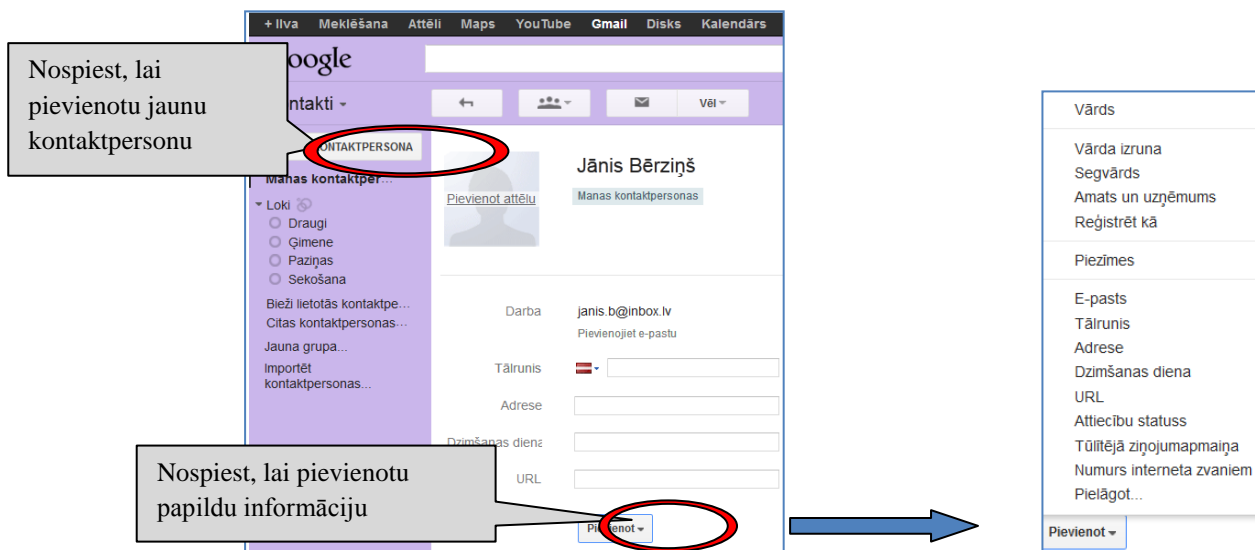 + Ilva Meklēšana Attēli Maps YouTube Gmail Disks Kalendārs
oogle
Nospiest, lai
pievienotu jaunu
kontaktpersonu
ntakti
Vēl
ONTAKTPERSONA
Manas kontaktper...
Loki
Draugi
Ģimene
Paziņas
Sekošana
Bieži lietotās kontaktpe...
Citas kontaktpersonas...
Jauna grupa...
Importēt
kontaktpersonas...
Pievienot attēlu
Jānis Bērziņš
Manas kontaktpersonas
Darba janis.b@inbox.lv
Pievienojiet e-pastu
Tālrunis
Adrese
Dzimšanas diena
URL
Nospiest, lai pievienotu
papildu informāciju
Pievienot
Vārds
Vārda izruna
Segvārds
Amats un uzņēmums
Reģistrēt kā
Piezīmes
E-pasts
Tālrunis
Adrese
Dzimšanas diena
URL
Attiecību statuss
Tūlītējā ziņojumapmaiņa
Numurs interneta zvaniem
Pielāgot...
Pievienot